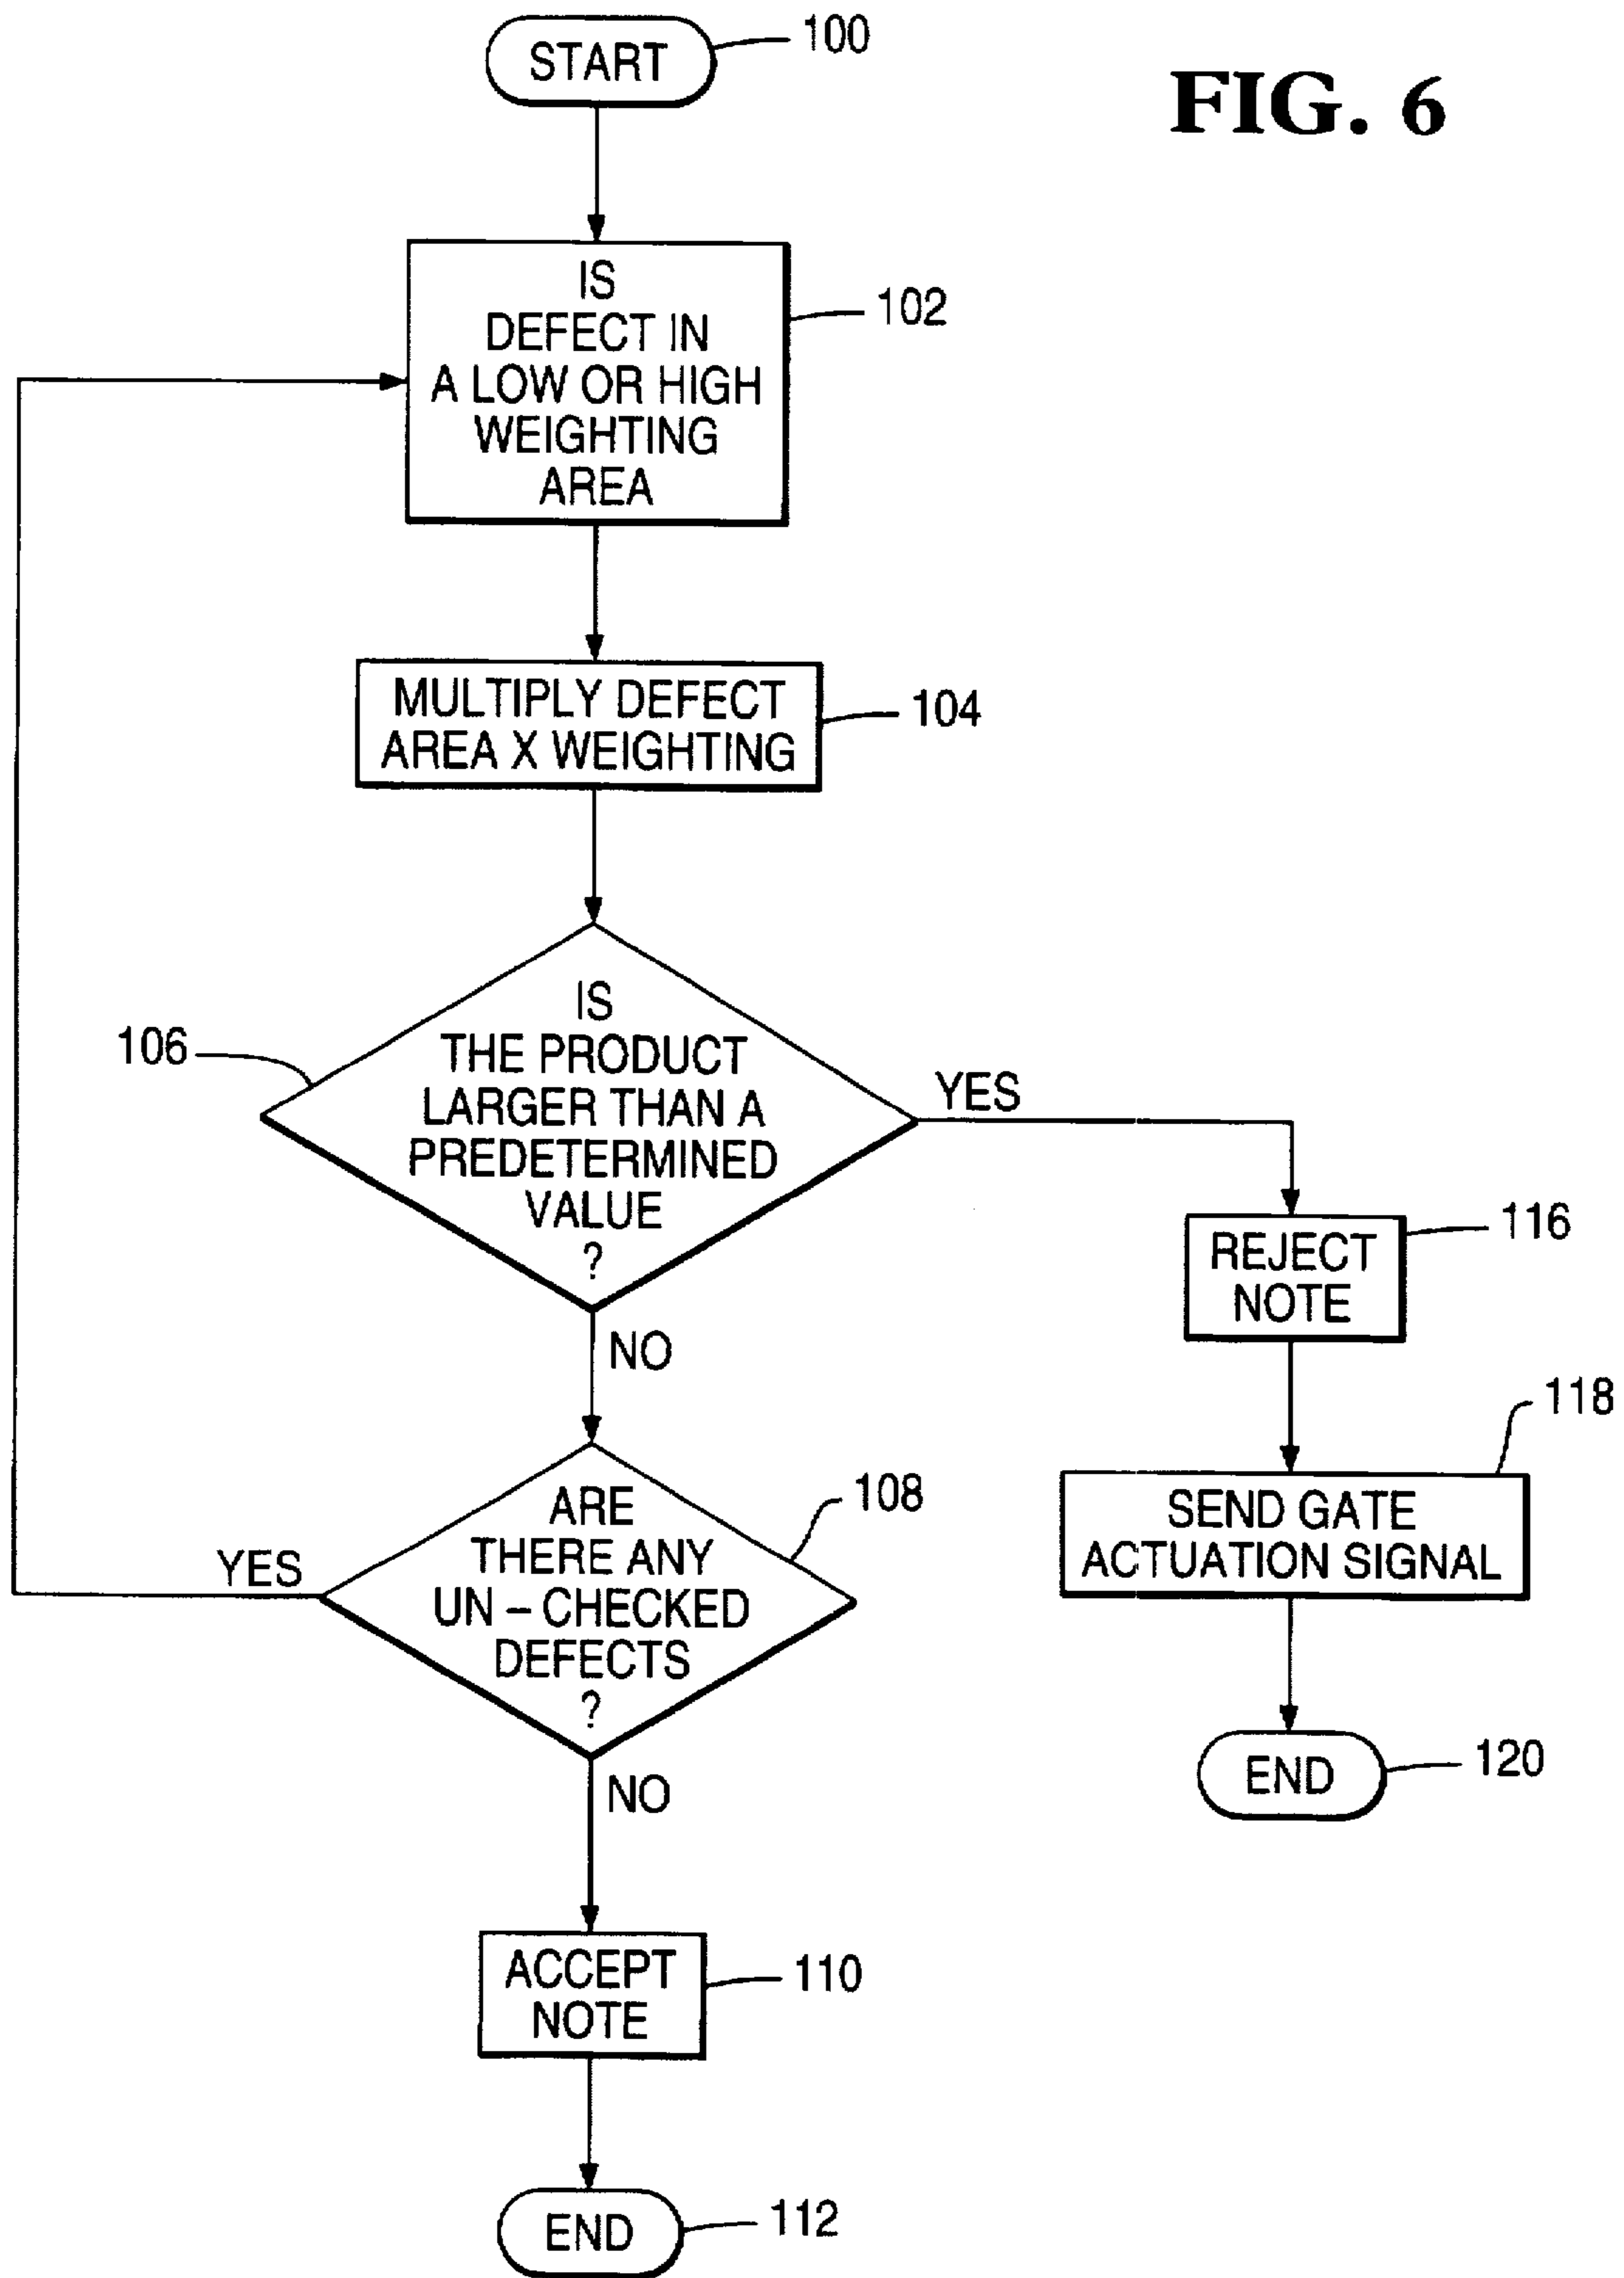 START
100
FIG. 6
IS
DEFECT IN
A LOW OR HIGH
WEIGHTING
AREA
102
MULTIPLY DEFECT
AREA X WEIGHTING
104
IS
THE PRODUCT
LARGER THAN A
PREDETERMINED
VALUE
?
106
YES
NO
REJECT
NOTE
116
SEND GATE
ACTUATION SIGNAL
118
END
120
ARE
THERE ANY
UN – CHECKED
DEFECTS
?
108
YES
NO
ACCEPT
NOTE
110
END
112